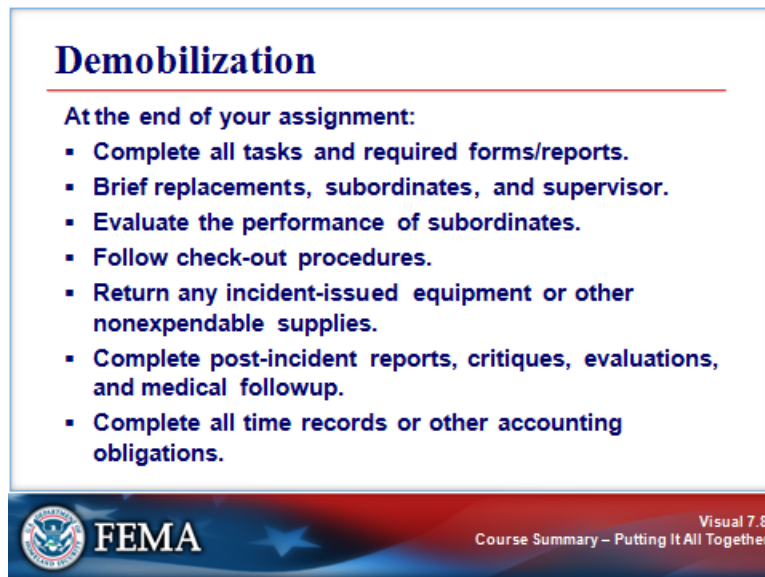 Demobilization
At the end of your assignment:
▪ Complete all tasks and required forms/reports.
▪ Brief replacements, subordinates, and supervisor.
▪ Evaluate the performance of subordinates.
▪ Follow check-out procedures.
▪ Return any incident-issued equipment or other
nonexpendable supplies.
▪ Complete post-incident reports, critiques, evaluations,
and medical followup.
▪ Complete all time records or other accounting
obligations.
FEMA
Visual 7.8
Course Summary – Putting It All Together